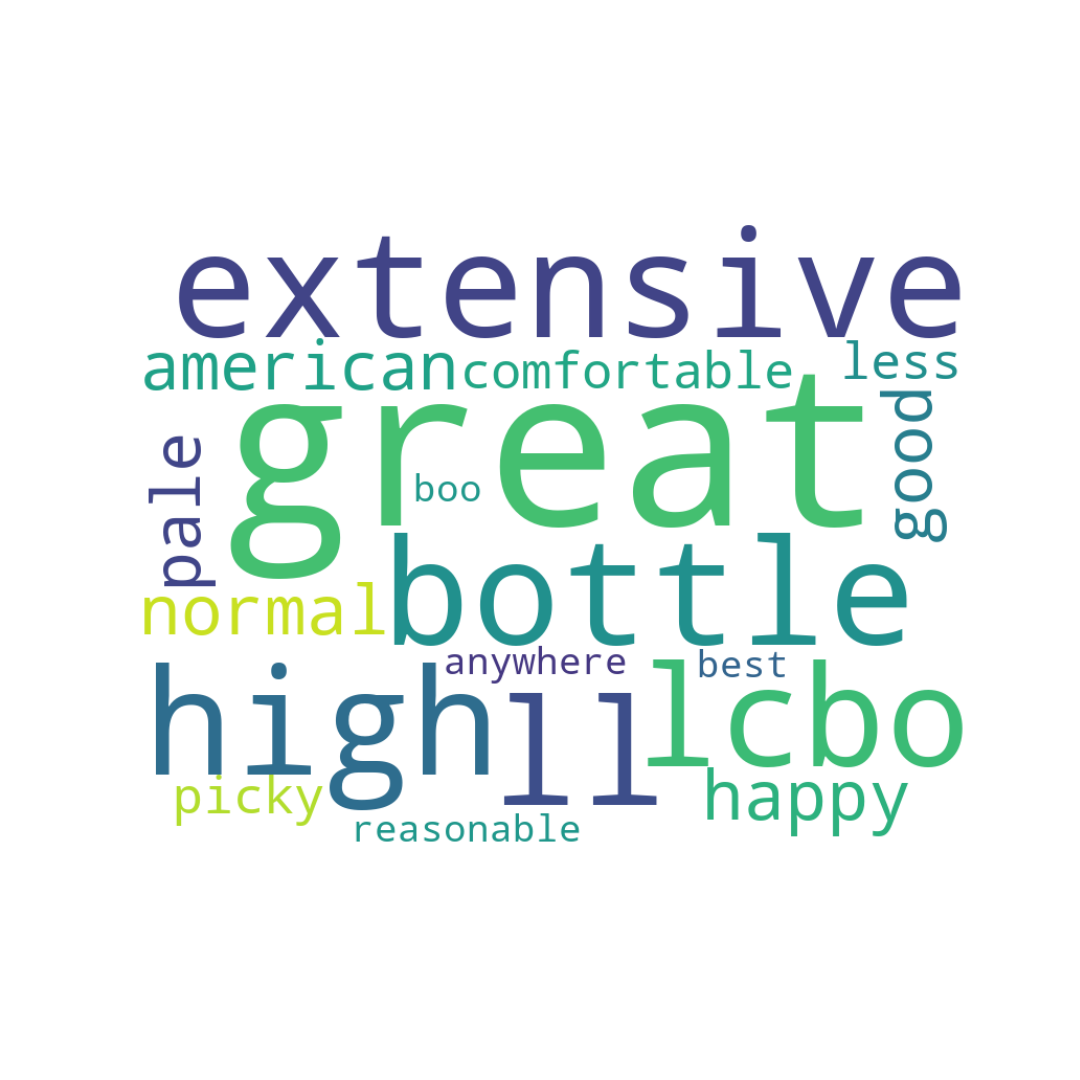 extensive
american
comfortable
less
great
good
pale
boo
bottle
normal
anywhere
best
high
ll
lcbo
picky
happy
reasonable